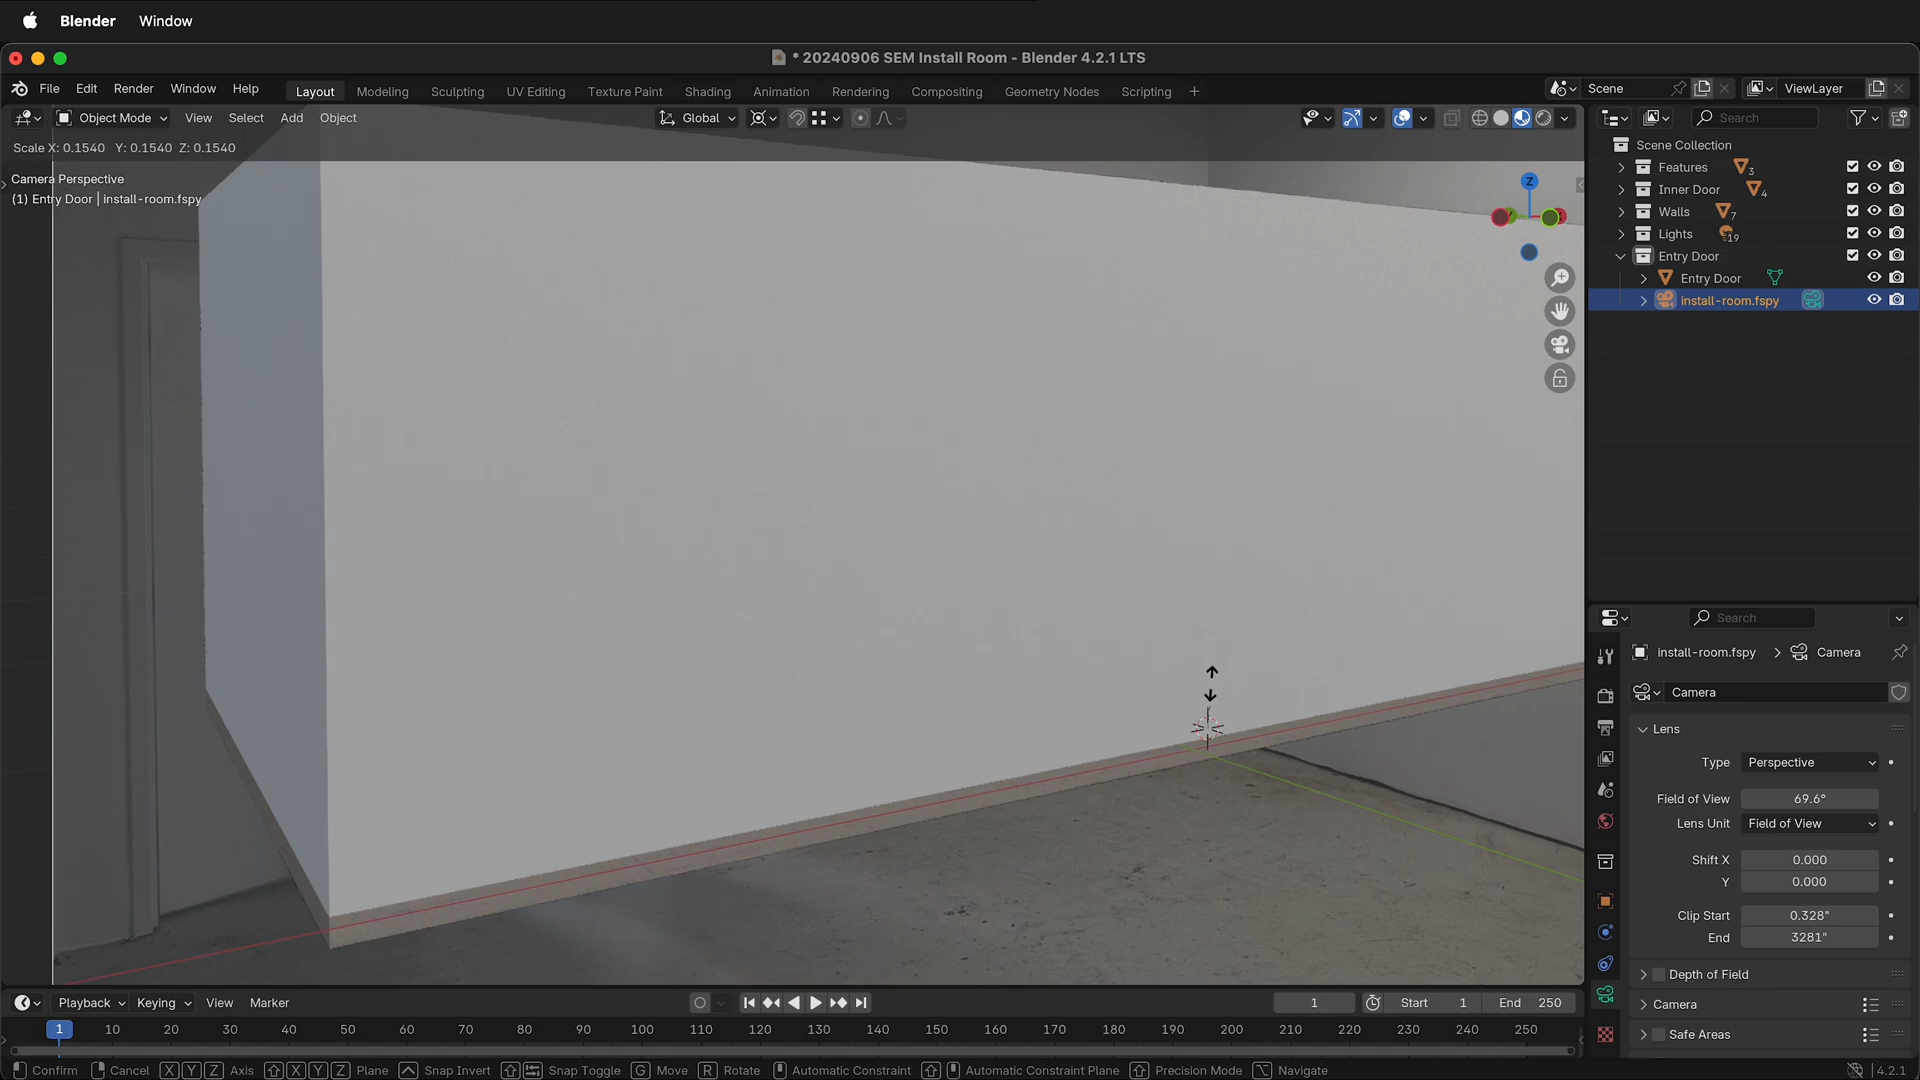 Blender Window
* 20240906 SEM Install Room - Blender 4.2.1 LTS
File Edit Render Window Help Layout Modeling Sculpting UV Editing Texture Paint Shading Animation Rendering Compositing Geometry Nodes Scripting + Scene ViewLayer
Object Mode View Select Add Object Global Search
Scale X: 0.1540 Y: 0.1540 Z: 0.1540
Camera Perspective
(1) Entry Door | install-room.fspy
Z
Scene Collection
Features 3
Inner Door 4
Walls 7
Lights 19
Entry Door
Entry Door
install-room.fspy
Search
install-room.fspy > Camera
Camera
Lens
Type Perspective
Field of View 69.6°
Lens Unit Field of View
Shift X 0.000
Y 0.000
Clip Start 0.328"
End 3281"
Depth of Field
Camera
Safe Areas
Playback Keying View Marker 1 Start 1 End 250
1 10 20 30 40 50 60 70 80 90 100 110 120 130 140 150 160 170 180 190 200 210 220 230 240 250
Confirm Cancel X Y Z Axis X Y Z Plane Snap Invert Snap Toggle G Move R Rotate Automatic Constraint Automatic Constraint Plane Precision Mode Navigate 4.2.1